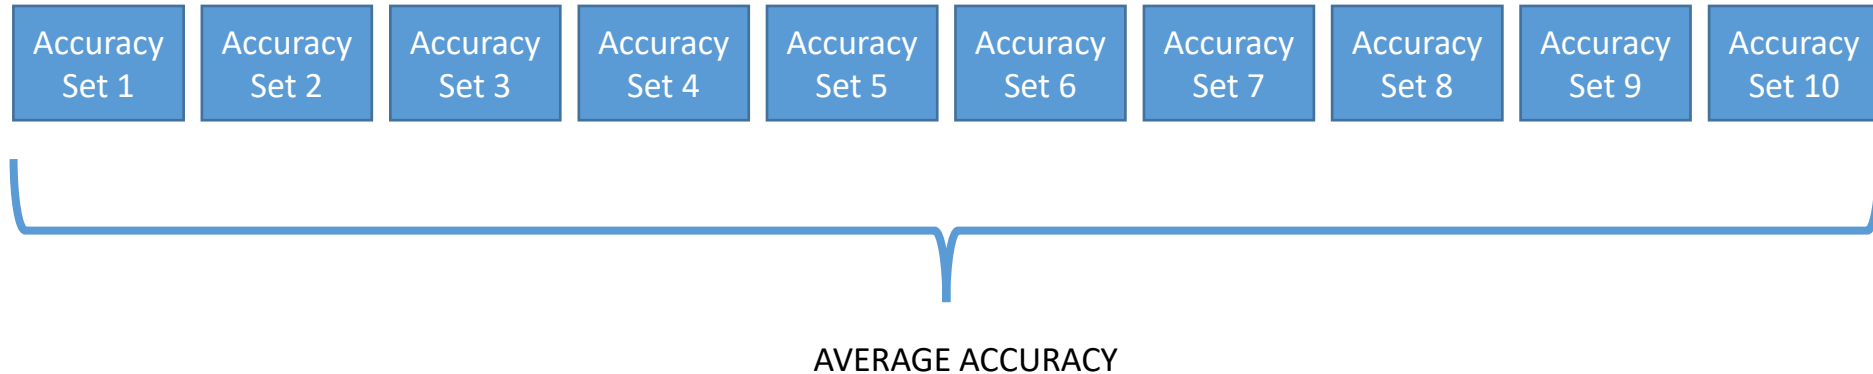 Accuracy
Set 1
Accuracy
Set 2
Accuracy
Set 3
Accuracy
Set 4
Accuracy
Set 5
Accuracy
Set 6
Accuracy
Set 7
Accuracy
Set 8
Accuracy
Set 9
Accuracy
Set 10
AVERAGE ACCURACY